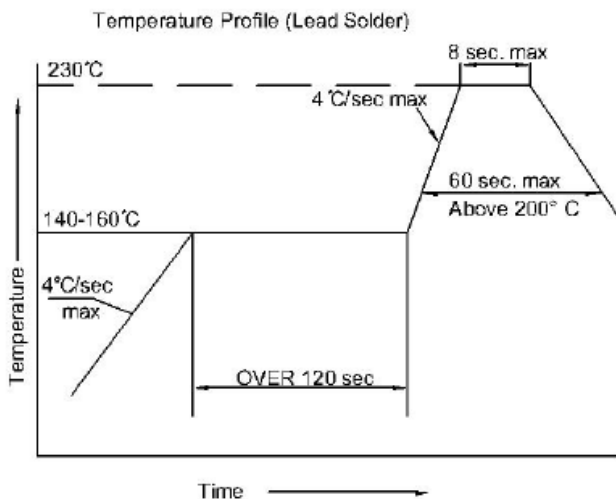 Temperature Profile (Lead Solder)
8 sec. max
230℃
4℃/sec max
60 sec. max
Above 200° C
140-160℃
4℃/sec
max
OVER 120 sec
Temperature
Time